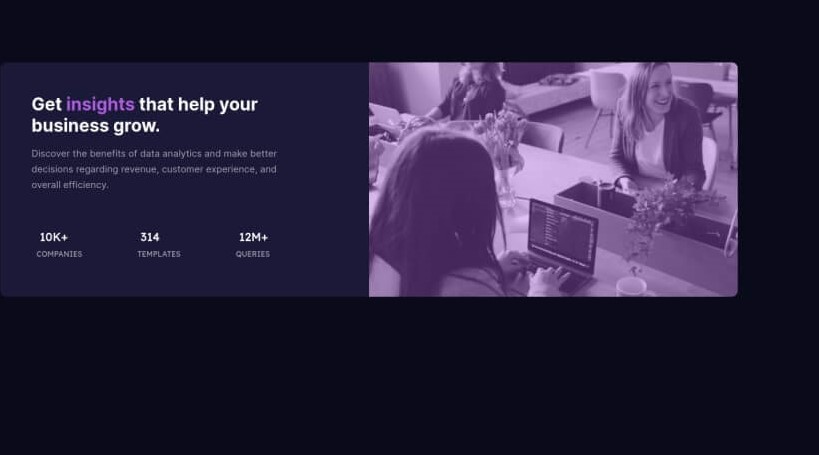 Get insights that help your
business grow.
Discover the benefits of data analytics and make better
decisions regarding revenue, customer experience, and
overall efficiency.
10K+ 314 12M+
COMPANIES TEMPLATES QUERIES